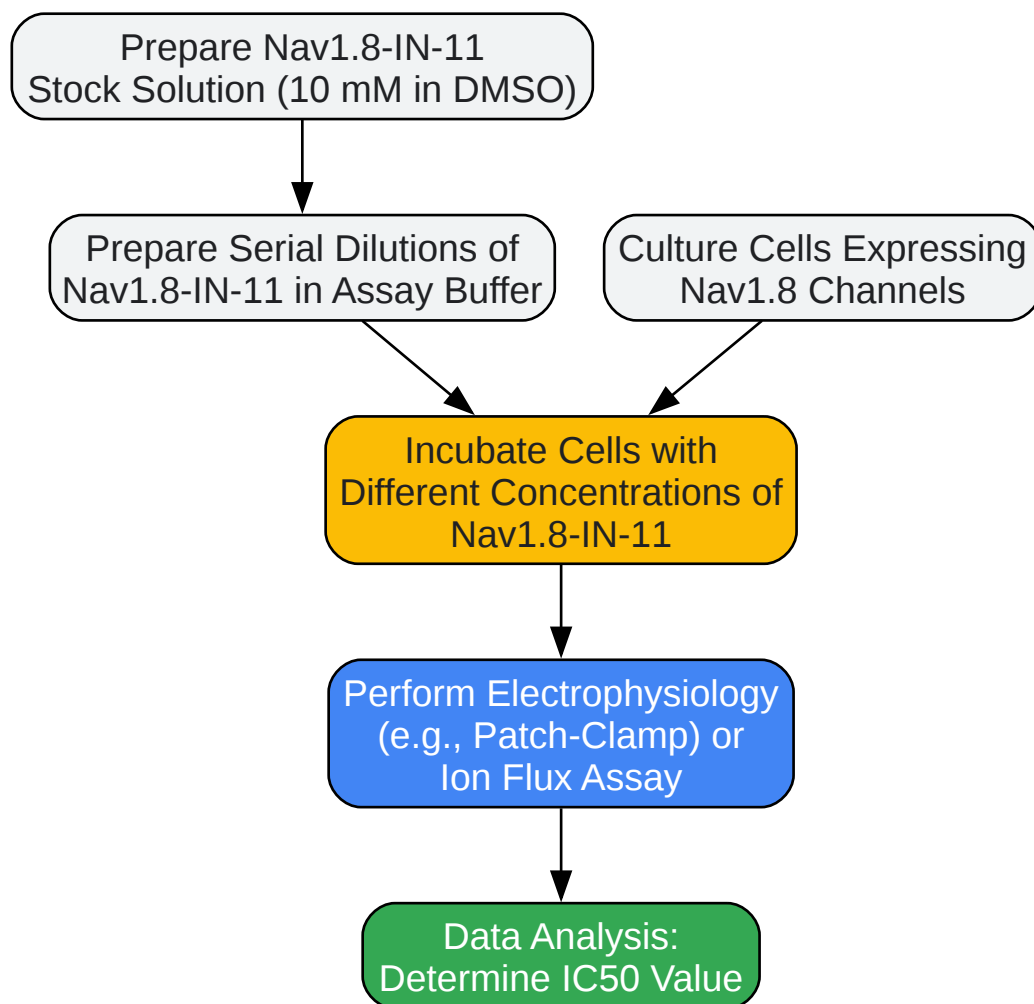 Prepare Nav1.8-IN-11
Stock Solution (10 mM in DMSO)
Prepare Serial Dilutions of
Nav1.8-IN-11 in Assay Buffer
Culture Cells Expressing
Nav1.8 Channels
Incubate Cells with
Different Concentrations of
Nav1.8-IN-11
Perform Electrophysiology
(e.g., Patch-Clamp) or
Ion Flux Assay
Data Analysis:
Determine IC50 Value